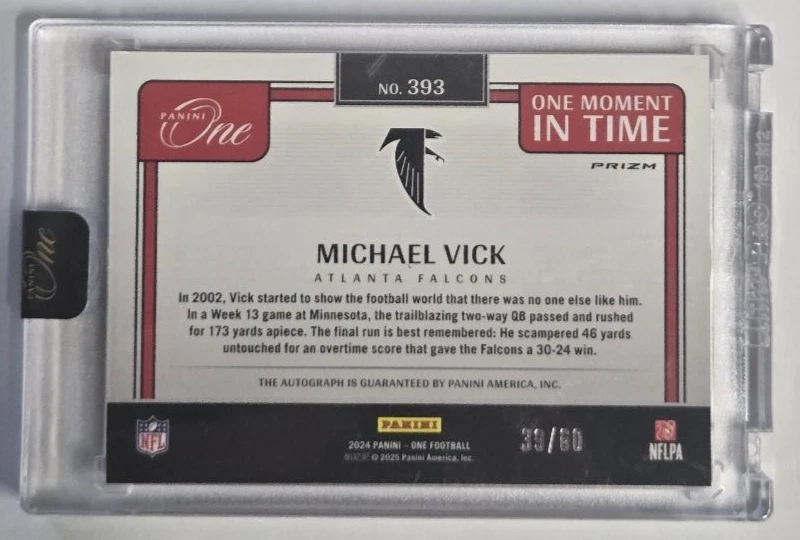 NO. 393
PANINI
One
ONE MOMENT
IN TIME
PRIZM
MICHAEL VICK
ATLANTA FALCONS
In 2002, Vick started to show the football world that there was no one else like him.
In a Week 13 game at Minnesota, the trailblazing two-way QB passed and rushed
for 173 yards apiece. The final run is best remembered: He scampered 46 yards
untouched for an overtime score that gave the Falcons a 30-24 win.
THE AUTOGRAPH IS GUARANTEED BY PANINI AMERICA, INC.
PANINI One
NFL
PANINI
2024 PANINI – ONE FOOTBALL
© 2025 Panini America, Inc.
39/60
NFLPA